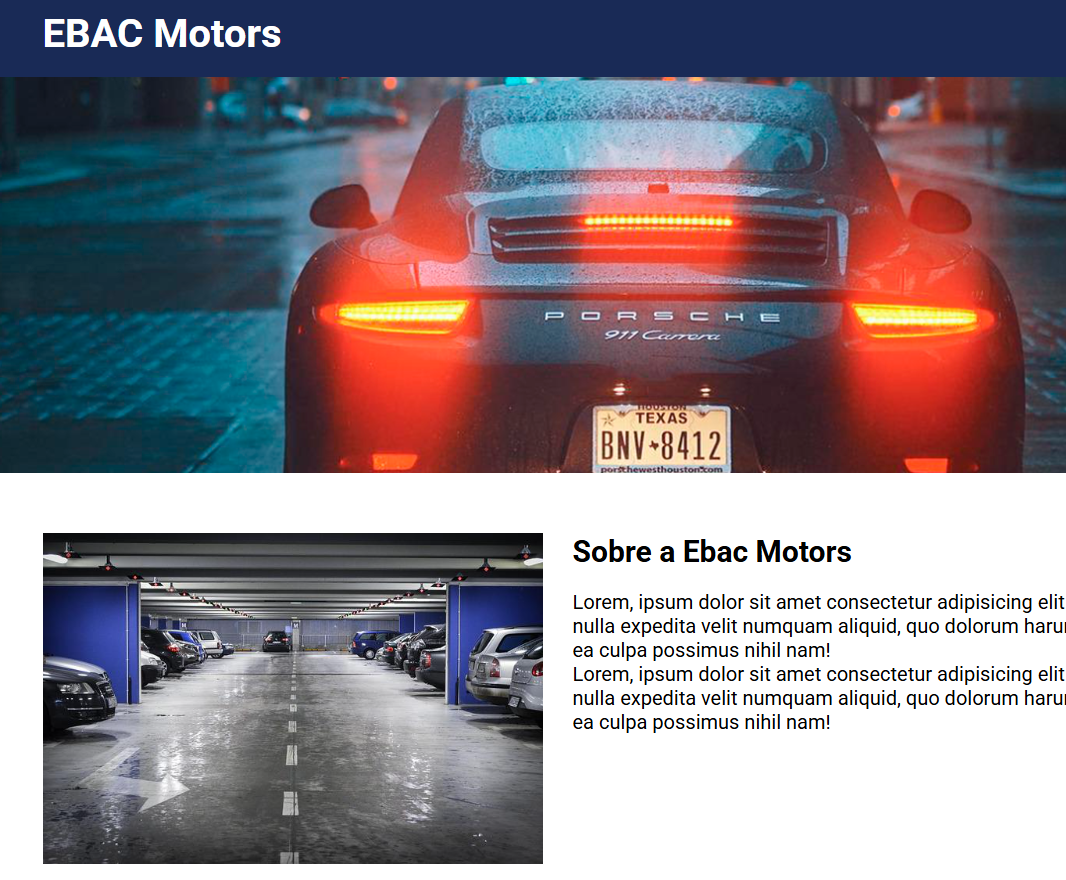 EBAC Motors
PORSCHE
911 Carrera
HOUSTON
TEXAS
BNV 8412
porschewesthouston.com
Sobre a Ebac Motors
Lorem, ipsum dolor sit amet consectetur adipisicing elit
nulla expedita velit numquam aliquid, quo dolorum harum
ea culpa possimus nihil nam!
Lorem, ipsum dolor sit amet consectetur adipisicing elit
nulla expedita velit numquam aliquid, quo dolorum harum
ea culpa possimus nihil nam!